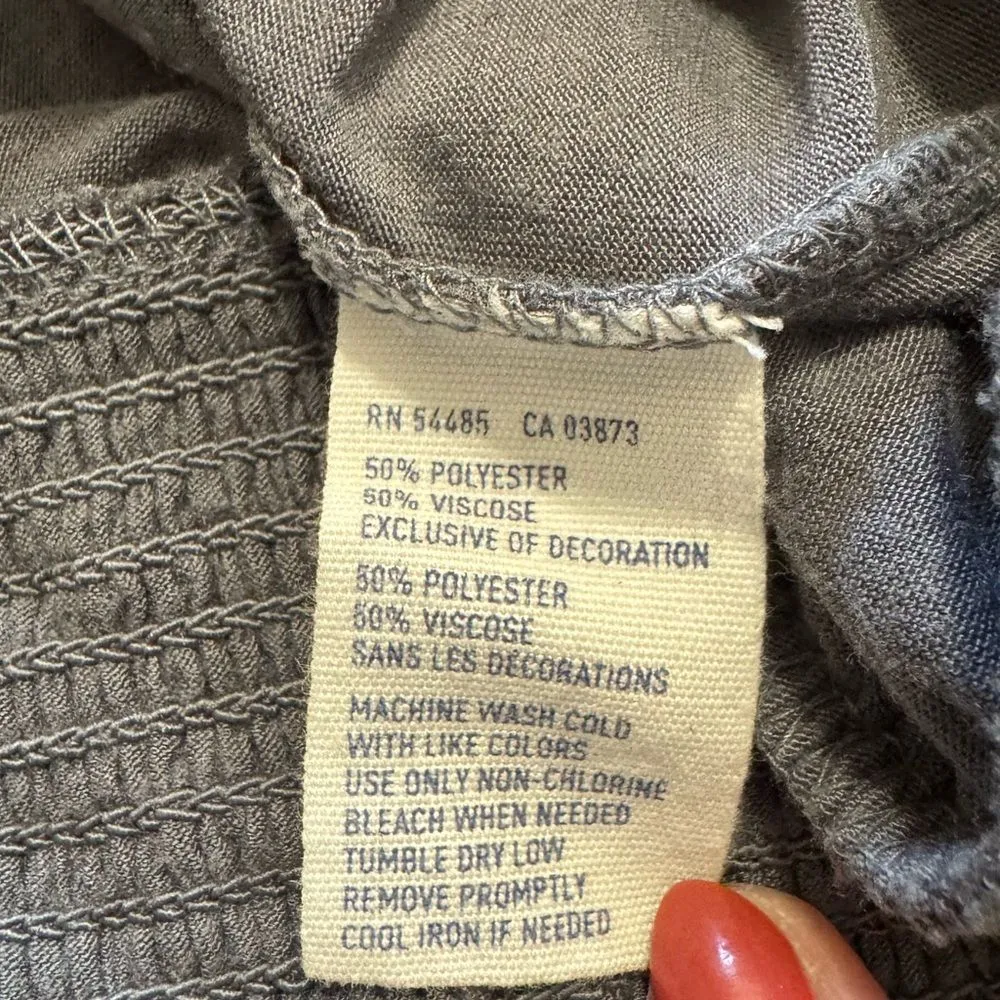 RN 54485 CA 03873
50% POLYESTER
50% VISCOSE
EXCLUSIVE OF DECORATION
50% POLYESTER
50% VISCOSE
SANS LES DECORATIONS
MACHINE WASH COLD
WITH LIKE COLORS
USE ONLY NON-CHLORINE
BLEACH WHEN NEEDED
TUMBLE DRY LOW
REMOVE PROMPTLY
COOL IRON IF NEEDED